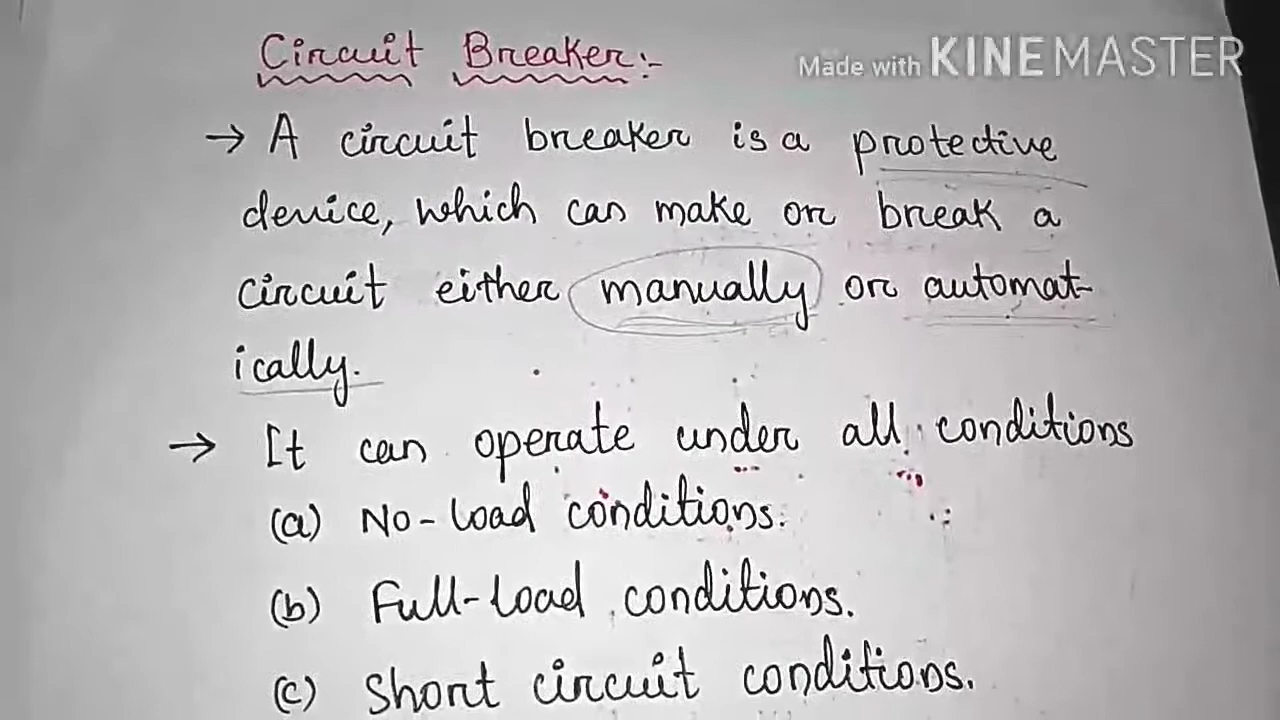 Circuit Breaker:-
Made with KINEMASTER
→ A circuit breaker is a protective
device, which can make or break a
circuit either manually or automat-
ically.
→ It can operate under all conditions
(a) No-load conditions.
(b) Full-load conditions.
(c) Short circuit conditions.